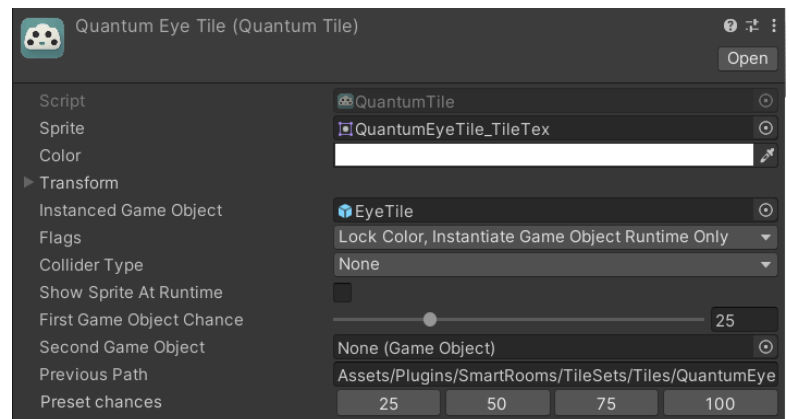 Quantum Eye Tile (Quantum Tile)
Open
Script QuantumTile
Sprite QuantumEyeTile_TileTex
Color
Transform
Instanced Game Object EyeTile
Flags Lock Color, Instantiate Game Object Runtime Only
Collider Type None
Show Sprite At Runtime
First Game Object Chance 25
Second Game Object None (Game Object)
Previous Path Assets/Plugins/SmartRooms/TileSets/Tiles/QuantumEye
Preset chances 25 50 75 100